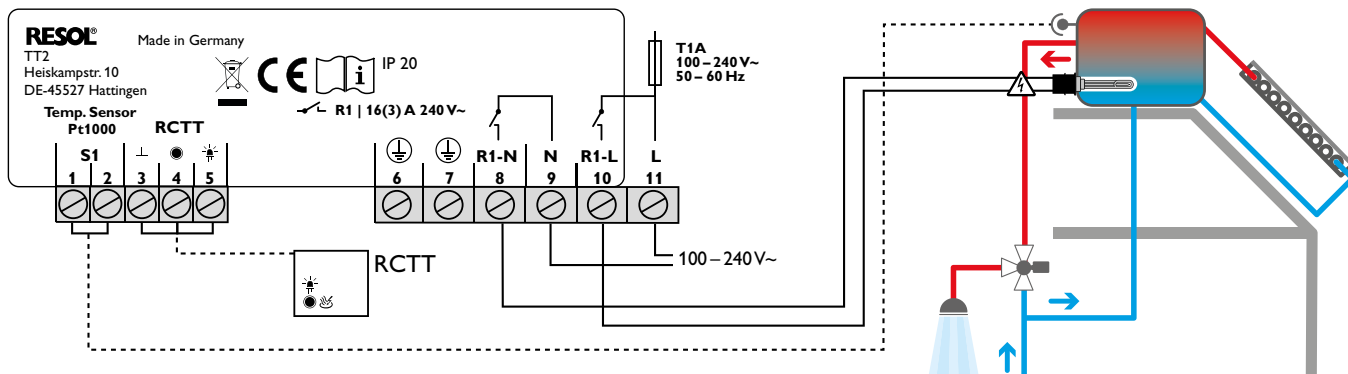 RESOL®
TT2
Heiskampstr. 10
DE-45527 Hattingen
Made in Germany
CE
i
IP 20
R1 | 16(3) A 240 V~
T1A
100 – 240 V~
50 – 60 Hz
Temp. Sensor
Pt1000
RCTT
S1
R1-N N R1-L L
1 2 3 4 5 6 7 8 9 10 11
100 – 240 V~
RCTT